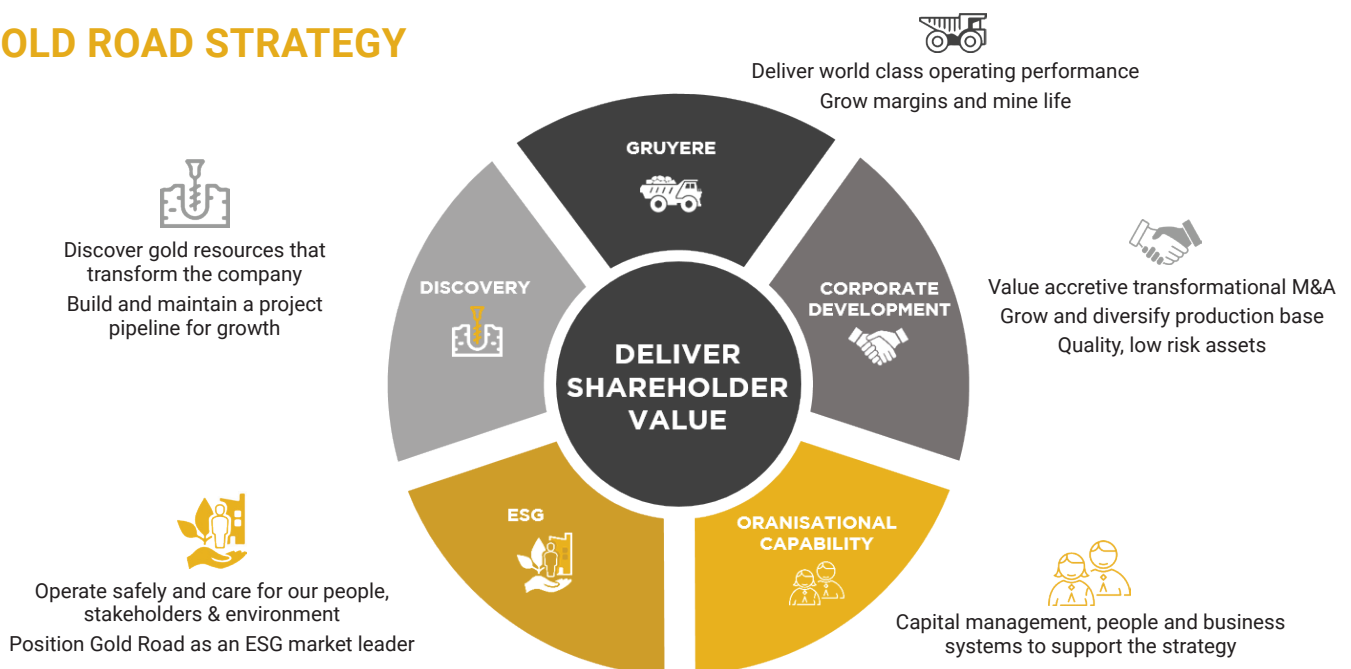 OLD ROAD STRATEGY
Deliver world class operating performance
Grow margins and mine life
GRUYERE
Discover gold resources that
transform the company
Build and maintain a project
pipeline for growth
DISCOVERY
CORPORATE
DEVELOPMENT
Value accretive transformational M&A
Grow and diversify production base
Quality, low risk assets
DELIVER
SHAREHOLDER
VALUE
ESG
ORANISATIONAL
CAPABILITY
Operate safely and care for our people,
stakeholders & environment
Position Gold Road as an ESG market leader
Capital management, people and business
systems to support the strategy